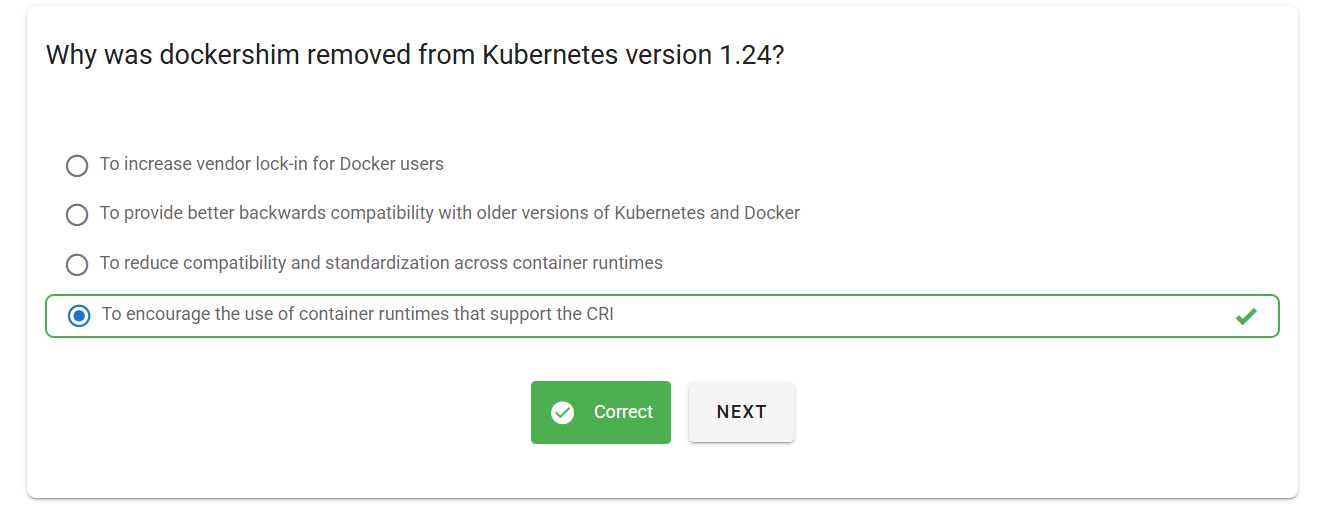 Why was dockershim removed from Kubernetes version 1.24?
To increase vendor lock-in for Docker users
To provide better backwards compatibility with older versions of Kubernetes and Docker
To reduce compatibility and standardization across container runtimes
To encourage the use of container runtimes that support the CRI
Correct
NEXT